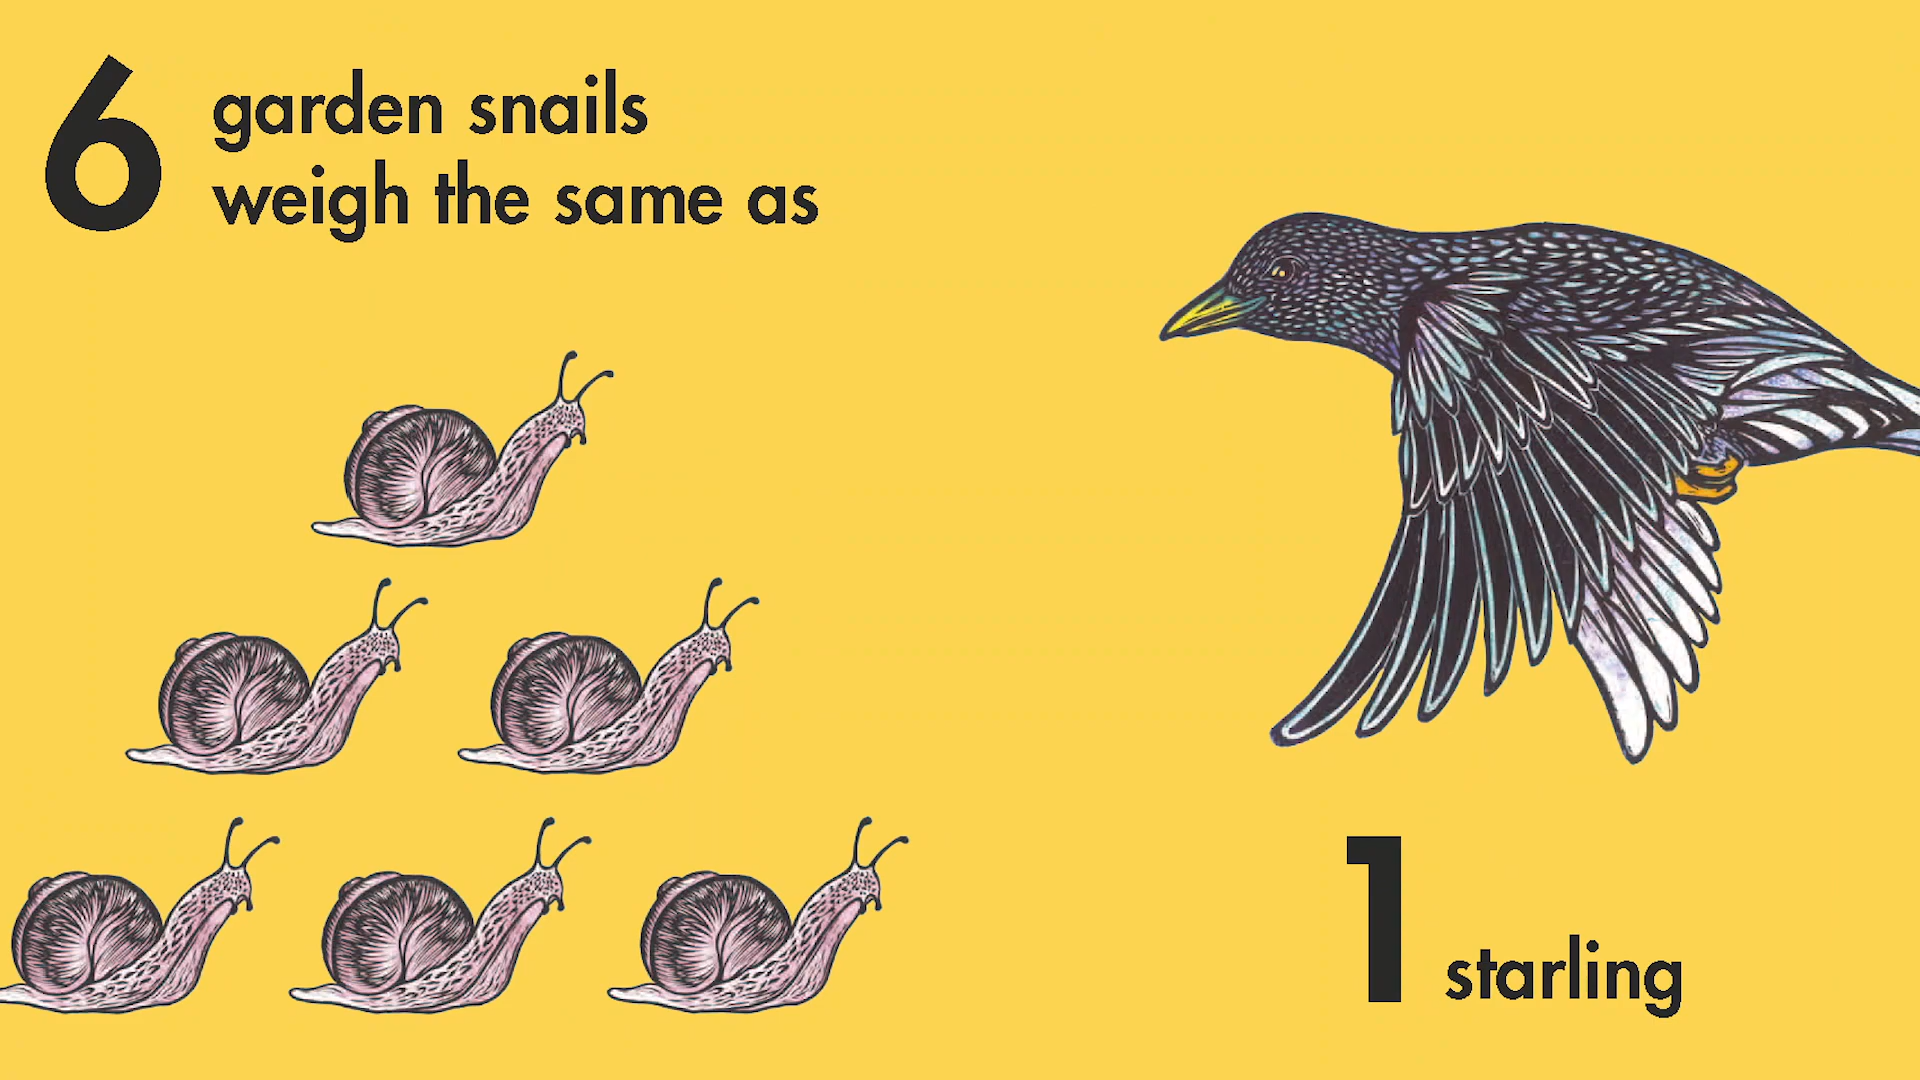 6 garden snails
weigh the same as
1 starling